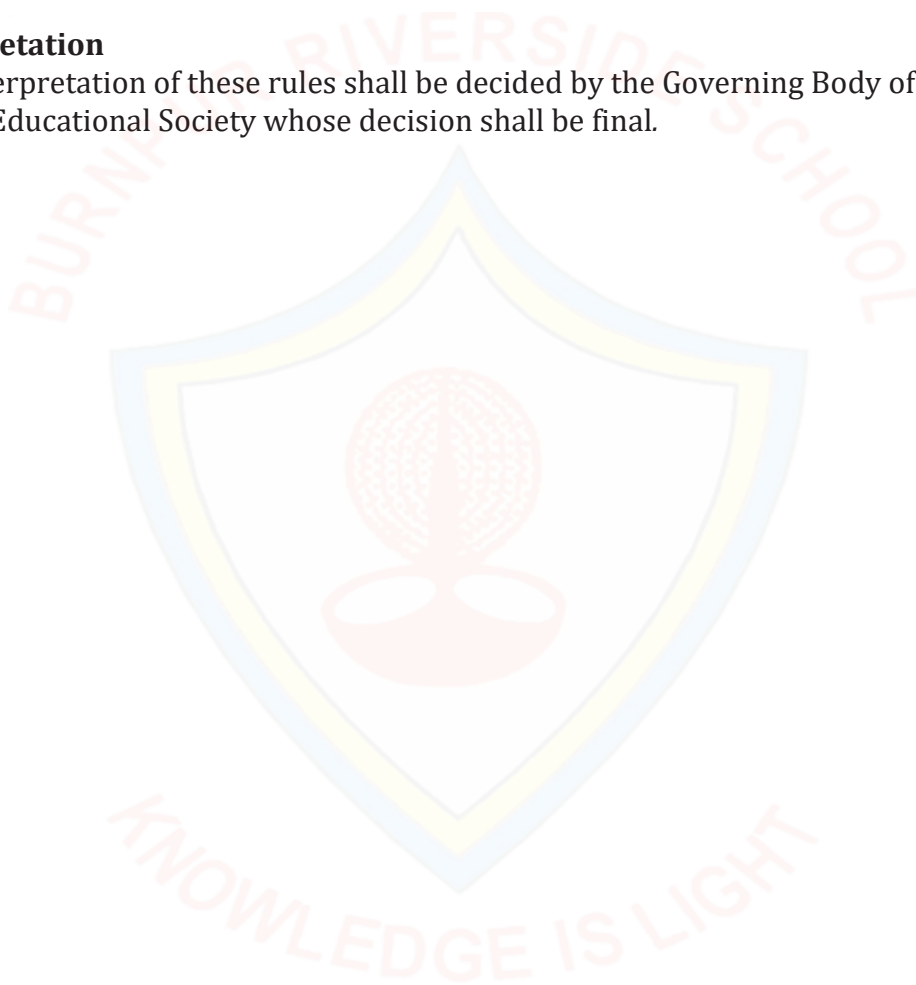 etation
erpretation of these rules shall be decided by the Governing Body of
Educational Society whose decision shall be final.
BURNPUR RIVERSIDE SCHOOL
KNOWLEDGE IS LIGHT